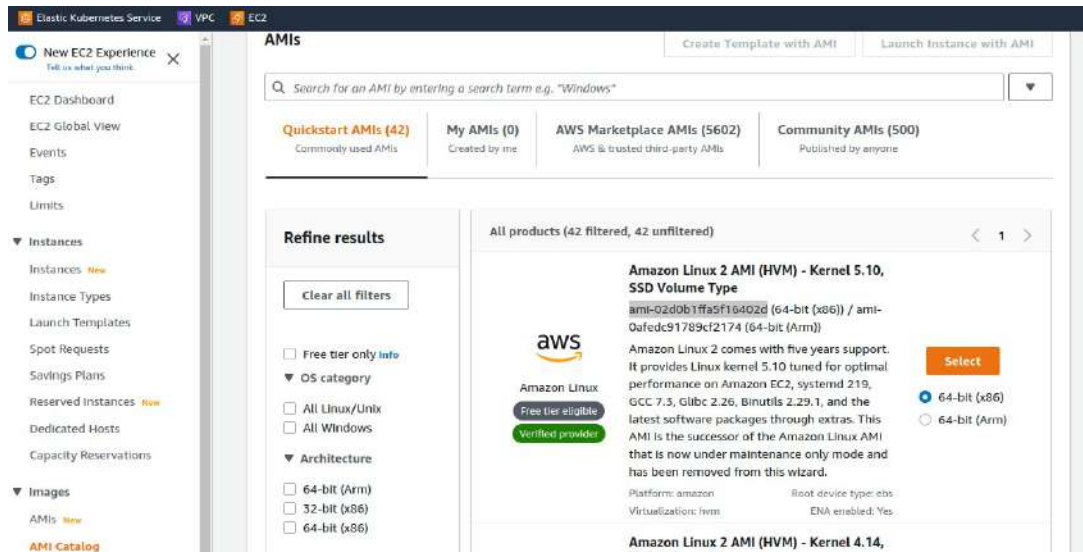 Elastic Kubernetes Service VPC EC2
New EC2 Experience
Tell us what you think
EC2 Dashboard
EC2 Global View
Events
Tags
Limits
Instances
Instances New
Instance Types
Launch Templates
Spot Requests
Savings Plans
Reserved Instances New
Dedicated Hosts
Capacity Reservations
Images
AMIs New
AMI Catalog
AMIs
Create Template with AMI Launch Instance with AMI
Search for an AMI by entering a search term e.g. "Windows"
Quickstart AMIs (42) My AMIs (0) AWS Marketplace AMIs (5602) Community AMIs (500)
Commonly used AMIs Created by me AWS & trusted third-party AMIs Published by anyone
Refine results
Clear all filters
Free tier only Info
OS category
All Linux/Unix
All Windows
Architecture
64-bit (Arm)
32-bit (x86)
64-bit (x86)
All products (42 filtered, 42 unfiltered) 1
aws
Amazon Linux
Free tier eligible
Verified provider
Amazon Linux 2 AMI (HVM) - Kernel 5.10,
SSD Volume Type
ami-02d0b1ffa5f16402d (64-bit (x86)) / ami-
0afedc91789cf2174 (64-bit (Arm))
Amazon Linux 2 comes with five years support.
It provides Linux kernel 5.10 tuned for optimal
performance on Amazon EC2, systemd 219,
GCC 7.3, Glibc 2.26, Binutils 2.29.1, and the
latest software packages through extras. This
AMI is the successor of the Amazon Linux AMI
that is now under maintenance only mode and
has been removed from this wizard.
Platform: amazon Root device type: ebs
Virtualization: hvm ENA enabled: Yes
Select
64-bit (x86)
64-bit (Arm)
Amazon Linux 2 AMI (HVM) - Kernel 4.14,